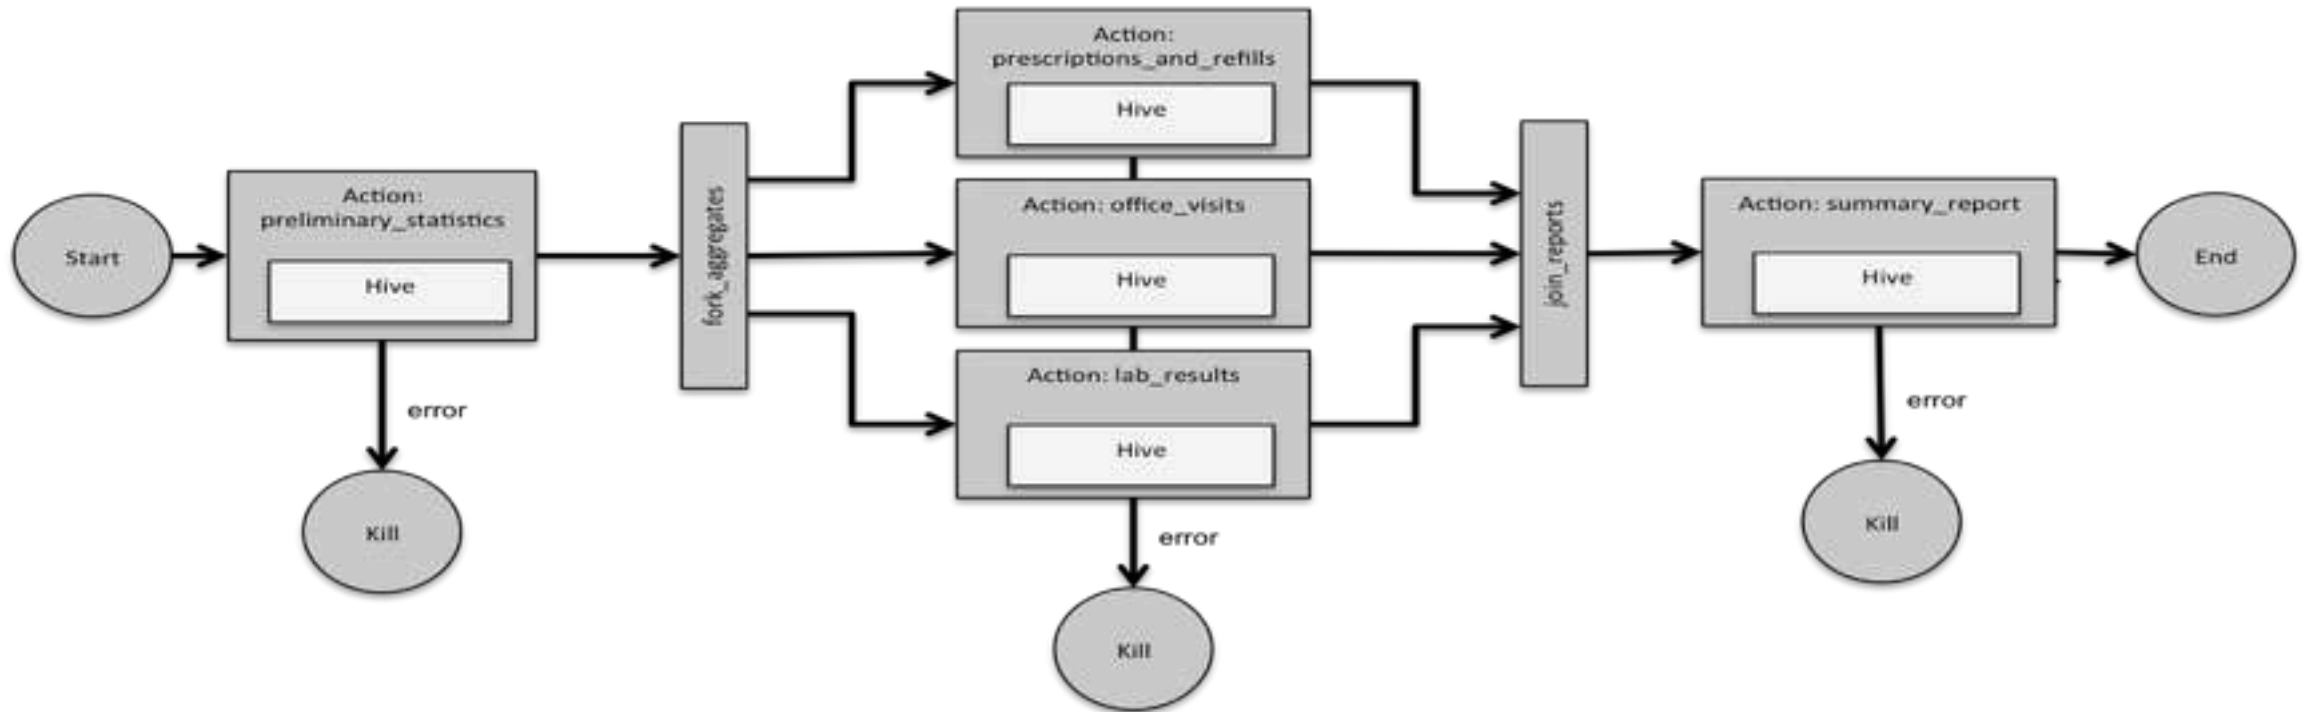 Start
Action:
preliminary_statistics
Hive
error
Kill
fork_aggregates
Action:
prescriptions_and_refills
Hive
Action: office_visits
Hive
Action: lab_results
Hive
error
Kill
join_reports
Action: summary_report
Hive
error
Kill
End